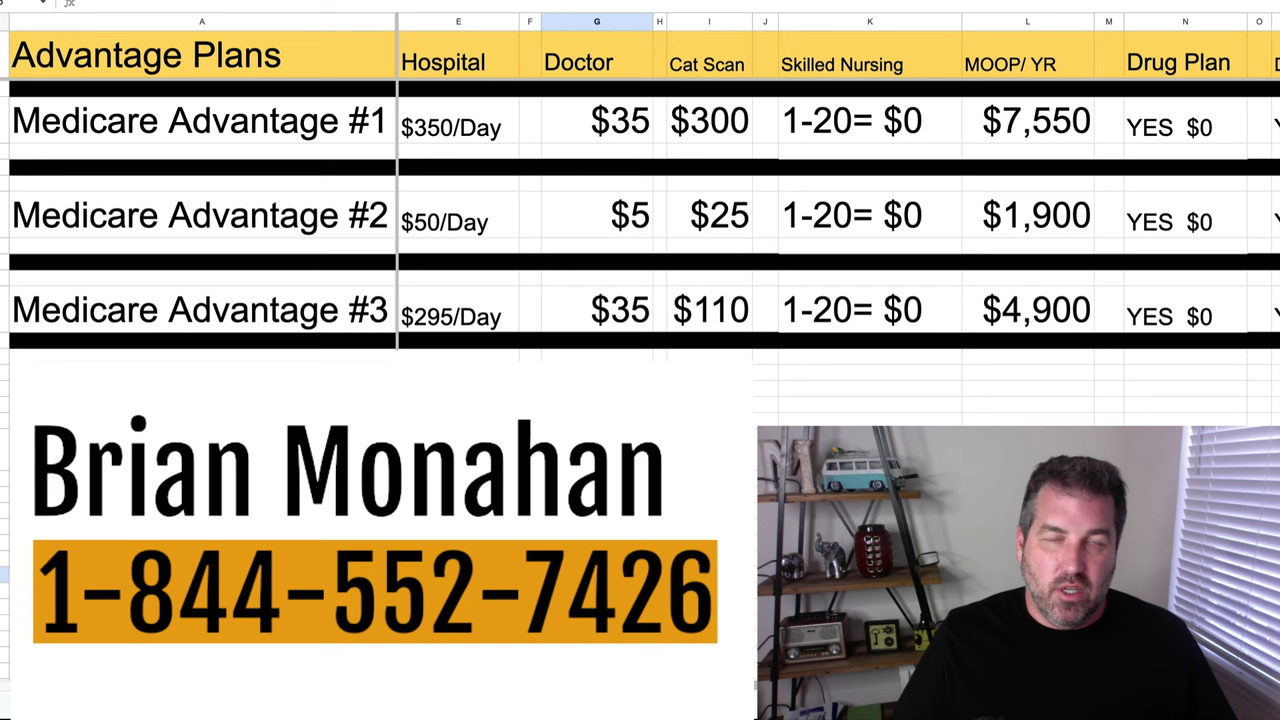 A E F G H I J K L M N O
Advantage Plans Hospital Doctor Cat Scan Skilled Nursing MOOP/ YR Drug Plan
Medicare Advantage #1 $350/Day $35 $300 1-20= $0 $7,550 YES $0
Medicare Advantage #2 $50/Day $5 $25 1-20= $0 $1,900 YES $0
Medicare Advantage #3 $295/Day $35 $110 1-20= $0 $4,900 YES $0
Brian Monahan
1-844-552-7426